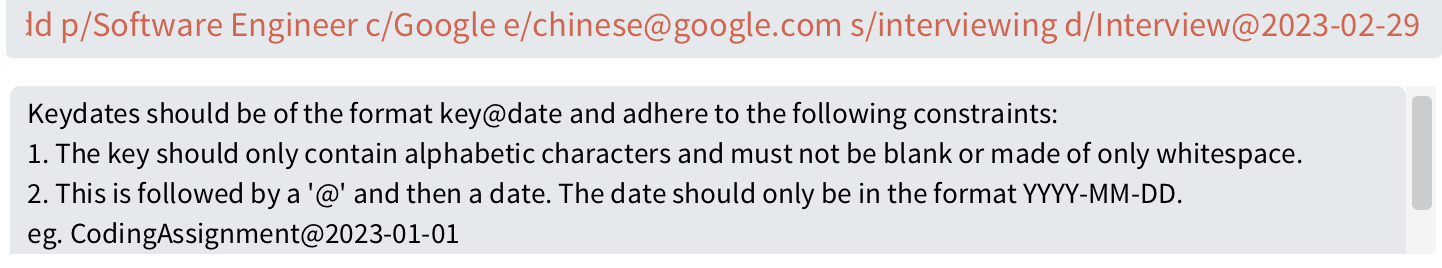 dd p/Software Engineer c/Google e/chinese@google.com s/interviewing d/Interview@2023-02-29
Keydates should be of the format key@date and adhere to the following constraints:
1. The key should only contain alphabetic characters and must not be blank or made of only whitespace.
2. This is followed by a '@' and then a date. The date should only be in the format YYYY-MM-DD.
eg. CodingAssignment@2023-01-01